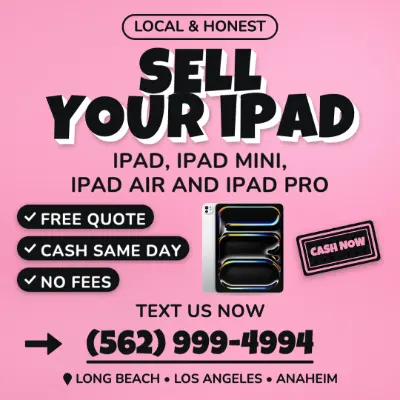 LOCAL & HONEST
SELL
YOUR IPAD
IPAD, IPAD MINI,
IPAD AIR AND IPAD PRO
FREE QUOTE
CASH SAME DAY
NO FEES
CASH NOW
TEXT US NOW
(562) 999-4994
LONG BEACH • LOS ANGELES • ANAHEIM